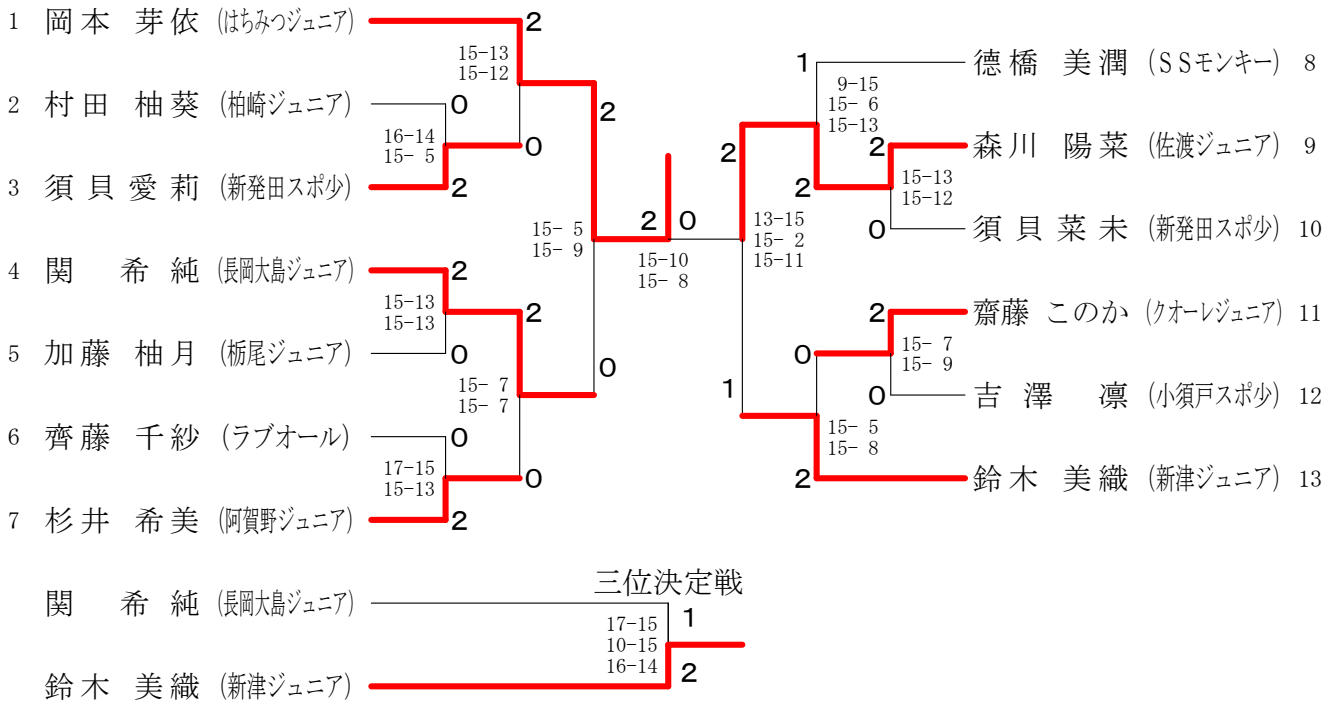 1 岡本 芽依 (はちみつジュニア) 2
15-13
15-12
2 村田 柚葵 (柏崎ジュニア) 0
16-14
15- 5
0
3 須貝 愛莉 (新発田スポ少) 2
2
15- 5
15- 9
4 関 希純 (長岡大島ジュニア) 2
15-13
15-13
2
5 加藤 柚月 (栃尾ジュニア) 0
15- 7
15- 7
0
6 齊藤 千紗 (ラブオール) 0
17-15
15-13
0
7 杉井 希美 (阿賀野ジュニア) 2
2 0
15-10
15- 8
1 德橋 美潤 (SSモンキー) 8
9-15
15- 6
15-13
2 森川 陽菜 (佐渡ジュニア) 9
2
2
15-13
15-12
0 須貝 菜未 (新発田スポ少) 10
13-15
15- 2
15-11
2 齋藤 このか (クオーレジュニア) 11
0
15- 7
15- 9
1
0 吉澤 凛 (小須戸スポ少) 12
15- 5
15- 8
2 鈴木 美織 (新津ジュニア) 13
三位決定戦
関 希純 (長岡大島ジュニア) 1
17-15
10-15
16-14
鈴木 美織 (新津ジュニア) 2